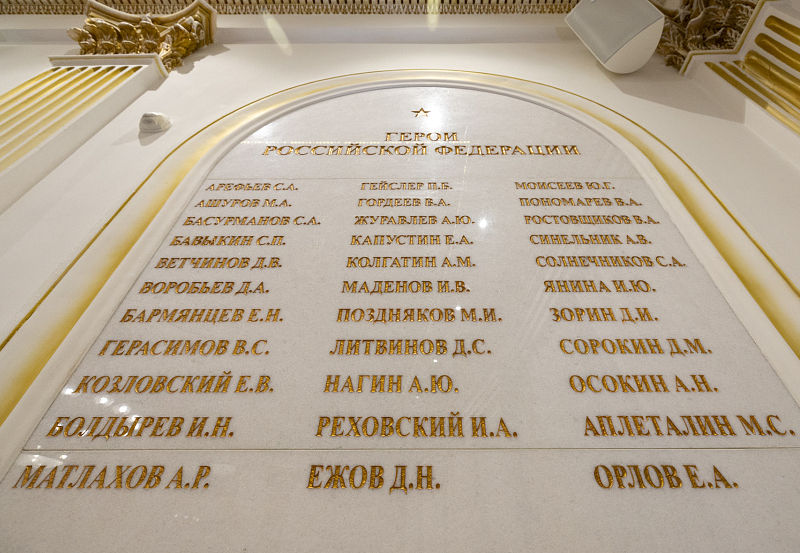 ГЕРОИ
РОССИЙСКОЙ ФЕДЕРАЦИИ
АРЕФЬЕВ С.А. ГЕЙСЛЕР П.Б. МОИСЕЕВ Ю.Г.
АШУРОВ М.А. ГОРДЕЕВ В.А. ПОНОМАРЕВ В.А.
БАСУРМАНОВ С.А. ЖУРАВЛЕВ А.Ю. РОСТОВЩИКОВ В.А.
БАВЫКИН С.П. КАПУСТИН Е.А. СИНЕЛЬНИК А.В.
ВЕТЧИНОВ Д.В. КОЛГАТИН А.М. СОЛНЕЧНИКОВ С.А.
ВОРОБЬЕВ Д.А. МАДЕНОВ И.В. ЯНИНА И.Ю.
БАРМЯНЦЕВ Е.Н. ПОЗДНЯКОВ М.И. ЗОРИН Д.И.
ГЕРАСИМОВ В.С. ЛИТВИНОВ Д.С. СОРОКИН Д.М.
КОЗЛОВСКИЙ Е.В. НАГИН А.Ю. ОСОКИН А.Н.
БОЛДЫРЕВ И.Н. РЕХОВСКИЙ И.А. АПЛЕТАЛИН М.С.
МАТЛАХОВ А.Р. ЕЖОВ Д.Н. ОРЛОВ Е.А.